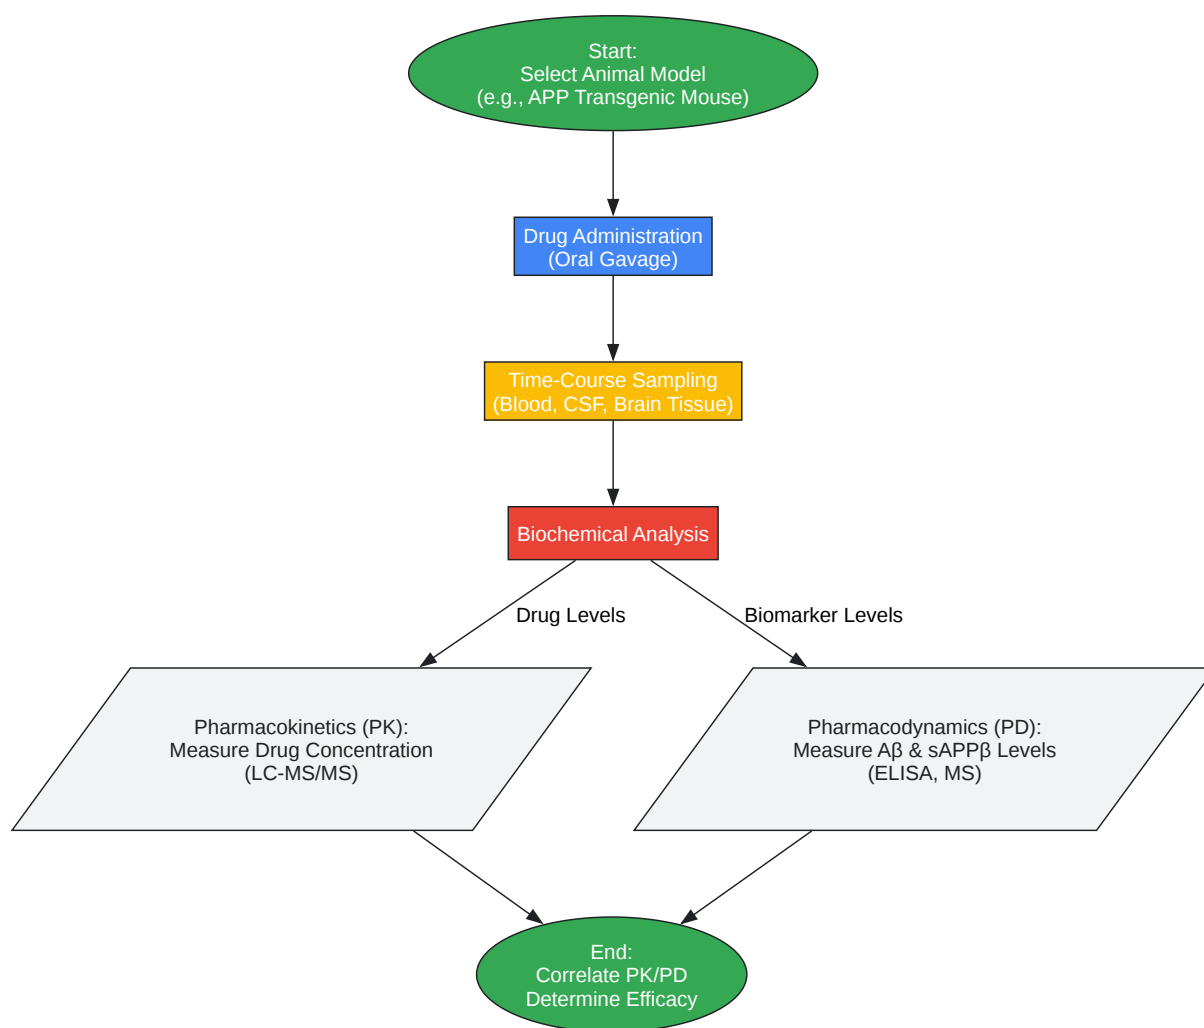 Start:
Select Animal Model
(e.g., APP Transgenic Mouse)
Drug Administration
(Oral Gavage)
Time-Course Sampling
(Blood, CSF, Brain Tissue)
Biochemical Analysis
Drug Levels
Biomarker Levels
Pharmacokinetics (PK):
Measure Drug Concentration
(LC-MS/MS)
Pharmacodynamics (PD):
Measure Aβ & sAPPβ Levels
(ELISA, MS)
End:
Correlate PK/PD
Determine Efficacy